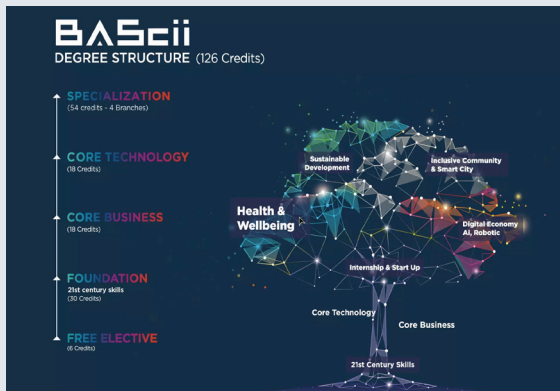 BAScii
DEGREE STRUCTURE (126 Credits)
SPECIALIZATION
(54 credits - 4 Branches)
CORE TECHNOLOGY
(18 Credits)
CORE BUSINESS
(18 Credits)
FOUNDATION
21st century skills
(30 Credits)
FREE ELECTIVE
(6 Credits)
Sustainable
Development
Inclusive Community
& Smart City
Health &
Wellbeing
Digital Economy
AI, Robotic
Internship & Start Up
Core Technology
Core Business
21st Century Skills